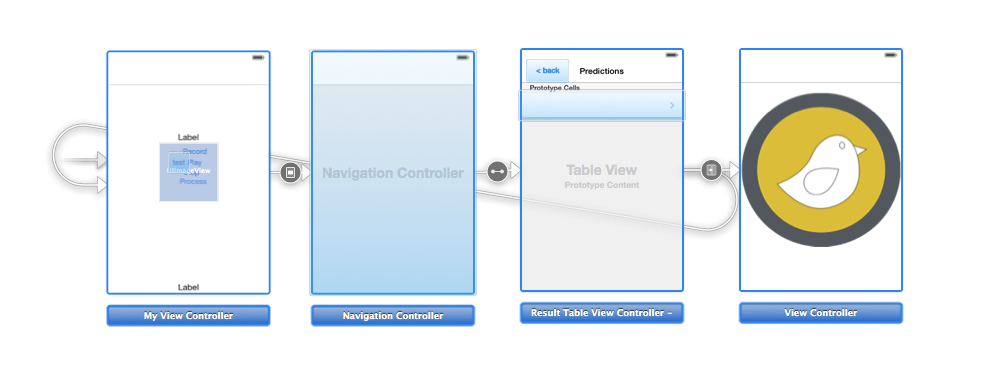 Label
Record
test Play
UIImageView
Process
Label
My View Controller
Navigation Controller
Navigation Controller
< back
Predictions
Prototype Cells
Table View
Prototype Content
Result Table View Controller –
View Controller